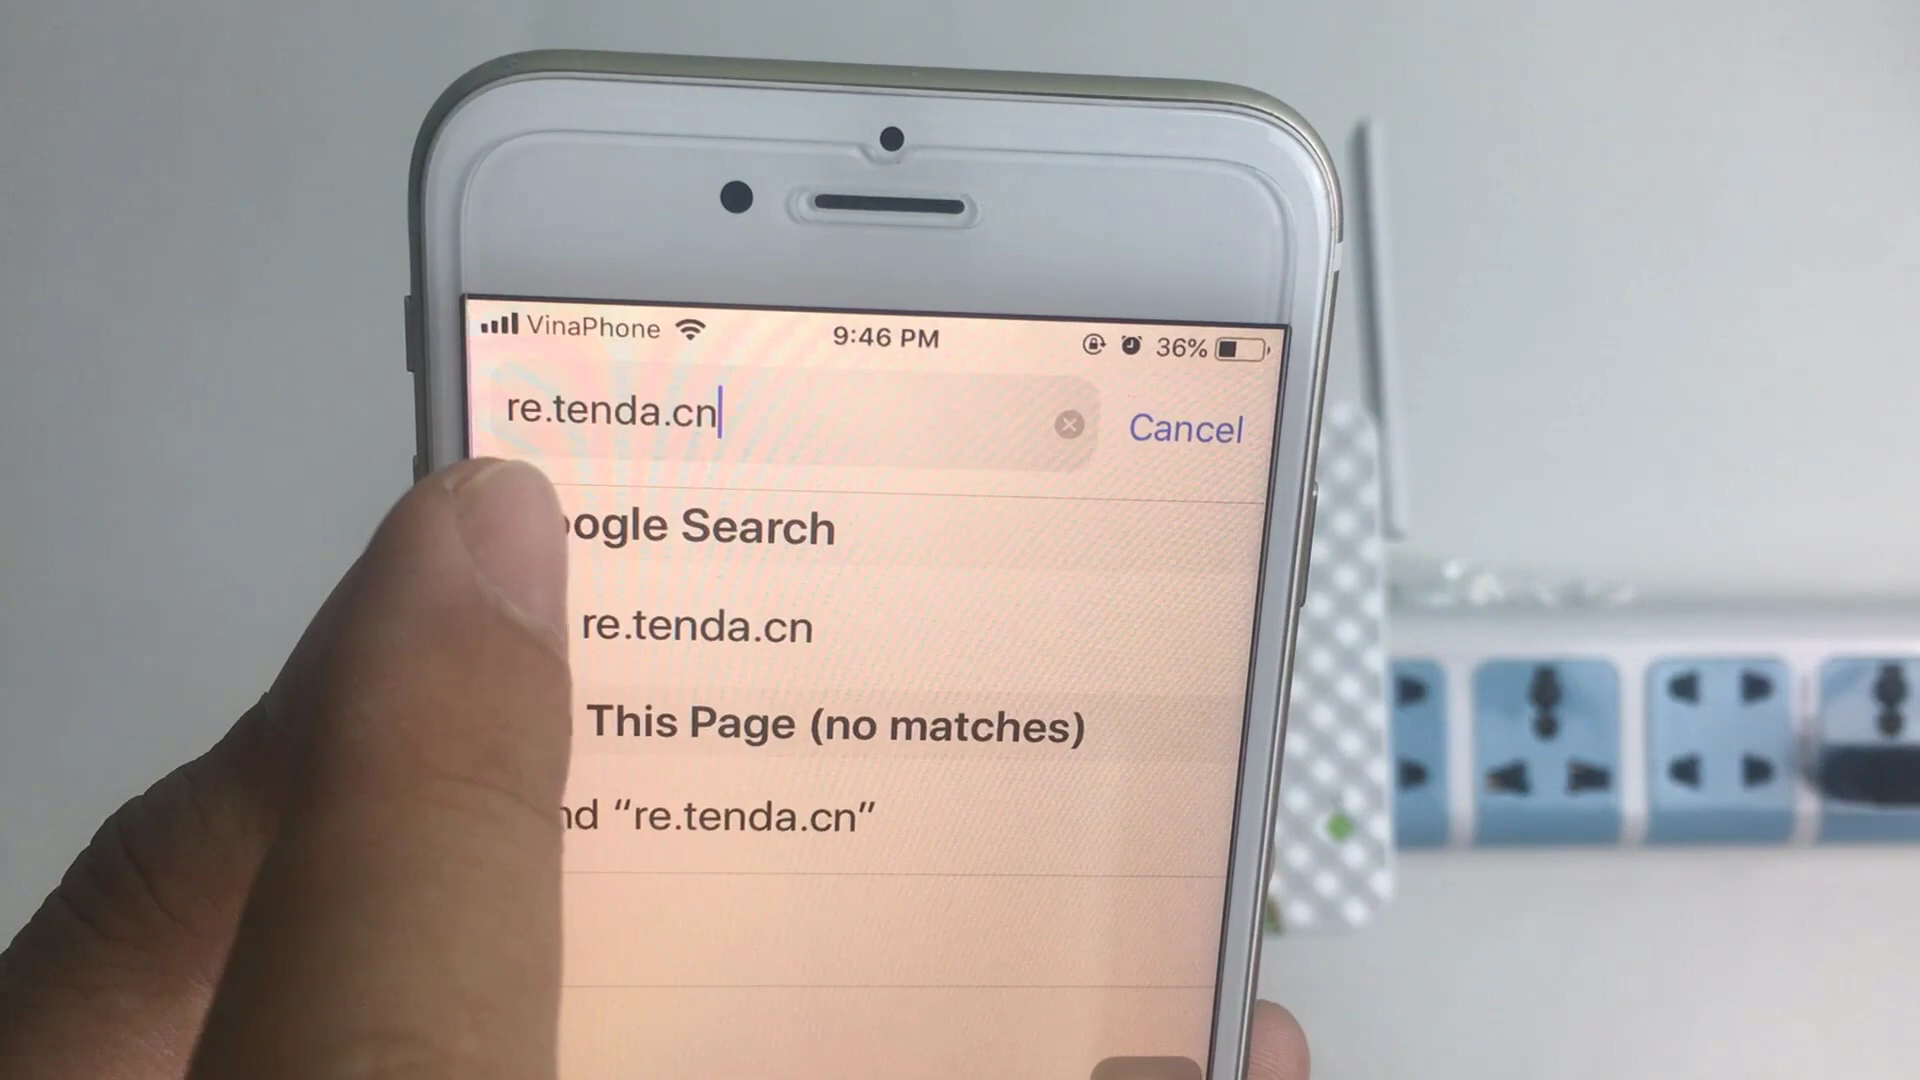 VinaPhone 9:46 PM 36%
re.tenda.cn Cancel
oogle Search
re.tenda.cn
This Page (no matches)
nd “re.tenda.cn”